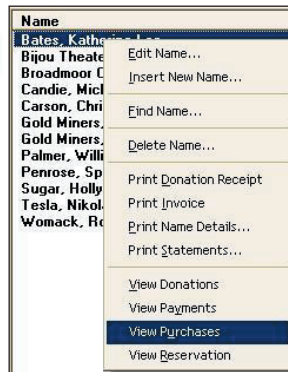 Name
Bates, Katherine Lee
Bijou Theate
Broadmoor
Candie, Mic
Carson, Chri
Gold Miners,
Gold Miners,
Palmer, Willi
Penrose, Sp
Sugar, Holly
Tesla, Nikol
Womack, Ro
Edit Name...
Insert New Name...
Find Name...
Delete Name...
Print Donation Receipt
Print Invoice
Print Name Details...
Print Statements...
View Donations
View Payments
View Purchases
View Reservation